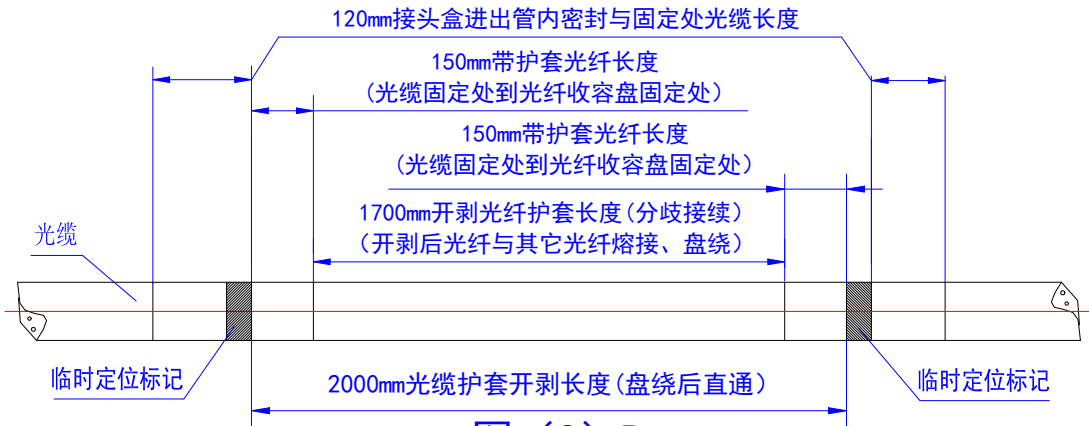 120mm接头盒进出管内密封与固定处光缆长度
150mm带护套光纤长度
(光缆固定处到光纤收容盘固定处)
150mm带护套光纤长度
(光缆固定处到光纤收容盘固定处)
1700mm开剥光纤护套长度(分歧接续)
(开剥后光纤与其它光纤熔接、盘绕)
光缆
临时定位标记
2000mm光缆护套开剥长度(盘绕后直通)
临时定位标记